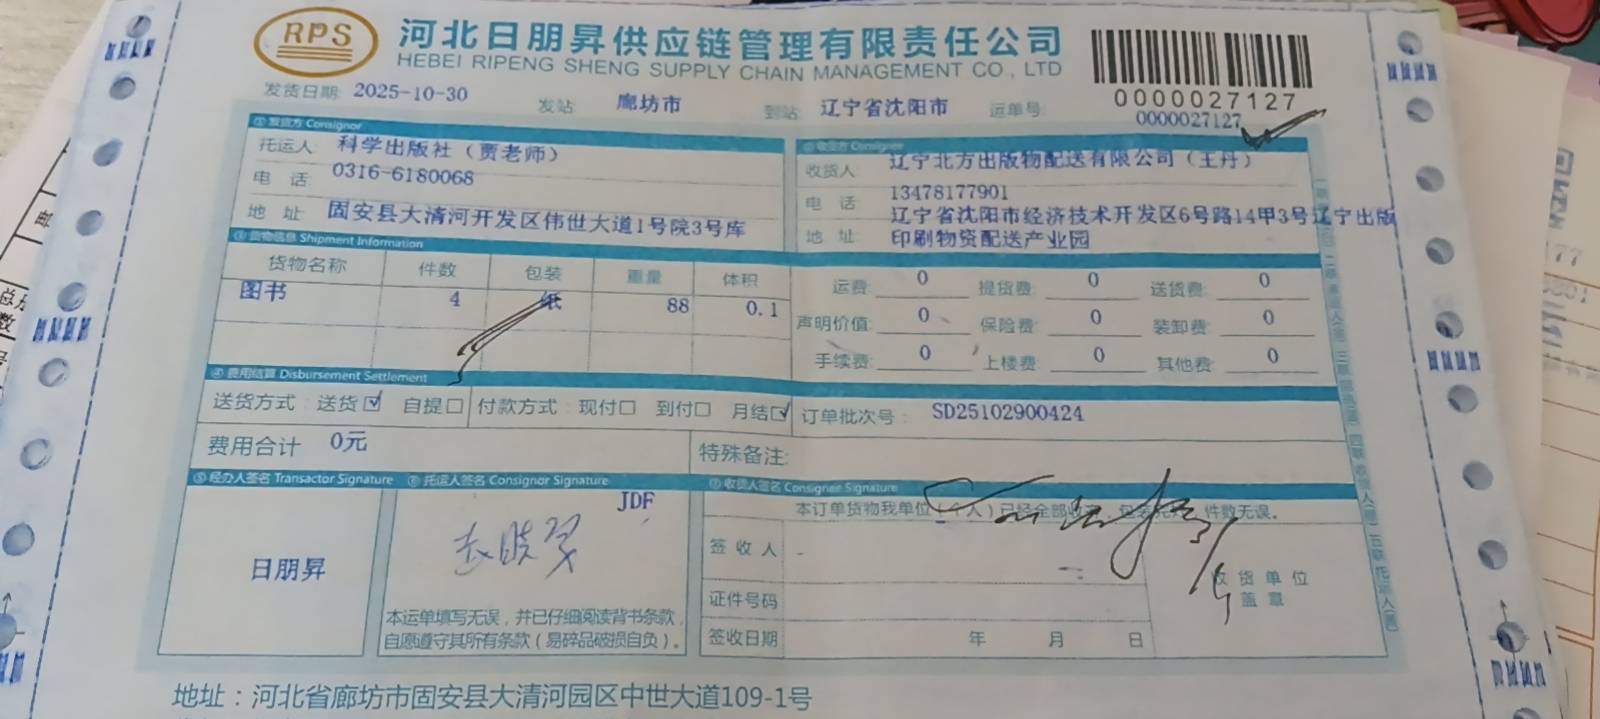 RPS
河北日朋昇供应链管理有限责任公司
HEBEI RIPENG SHENG SUPPLY CHAIN MANAGEMENT CO., LTD
0000027127
发货日期: 2025-10-30 发站 廊坊市 到站 辽宁省沈阳市 运单号 0000027127
① 发货方 Consignor
托运人 科学出版社（贾老师）
电 话: 0316-6180068
地 址: 固安县大清河开发区伟世大道1号院3号库
② 收货方 Consignee
收货人 辽宁北方出版物配送有限公司（王丹）
电 话 13478177901
地 址 辽宁省沈阳市经济技术开发区6号路14甲3号辽宁出版
印刷物资配送产业园
③ 货物信息 Shipment Information
货物名称 件数 包装 重量 体积
图书 4 纸 88 0.1
运费: 0 提货费: 0 送货费: 0
声明价值: 0 保险费: 0 装卸费: 0
手续费: 0 上楼费: 0 其他费: 0
④ 费用结算 Disbursement Settlement
送货方式: 送货☑ 自提□ 付款方式: 现付□ 到付□ 月结☑ 订单批次号: SD25102900424
费用合计 0元 特殊备注:
⑤ 经办人签名 Transactor Signature
日朋昇
⑥ 托运人签名 Consignor Signature
JDF
本运单填写无误，并已仔细阅读背书条款，
自愿遵守其所有条款（易碎品破损自负）。
⑦ 收货人签名 Consignee Signature
本订单货物我单位（个人）已经全部收 包装 件数无误。
签 收 人
证件号码
签收日期 年 月 日
收 货 单 位
盖 章
地址：河北省廊坊市固安县大清河园区中世大道109-1号